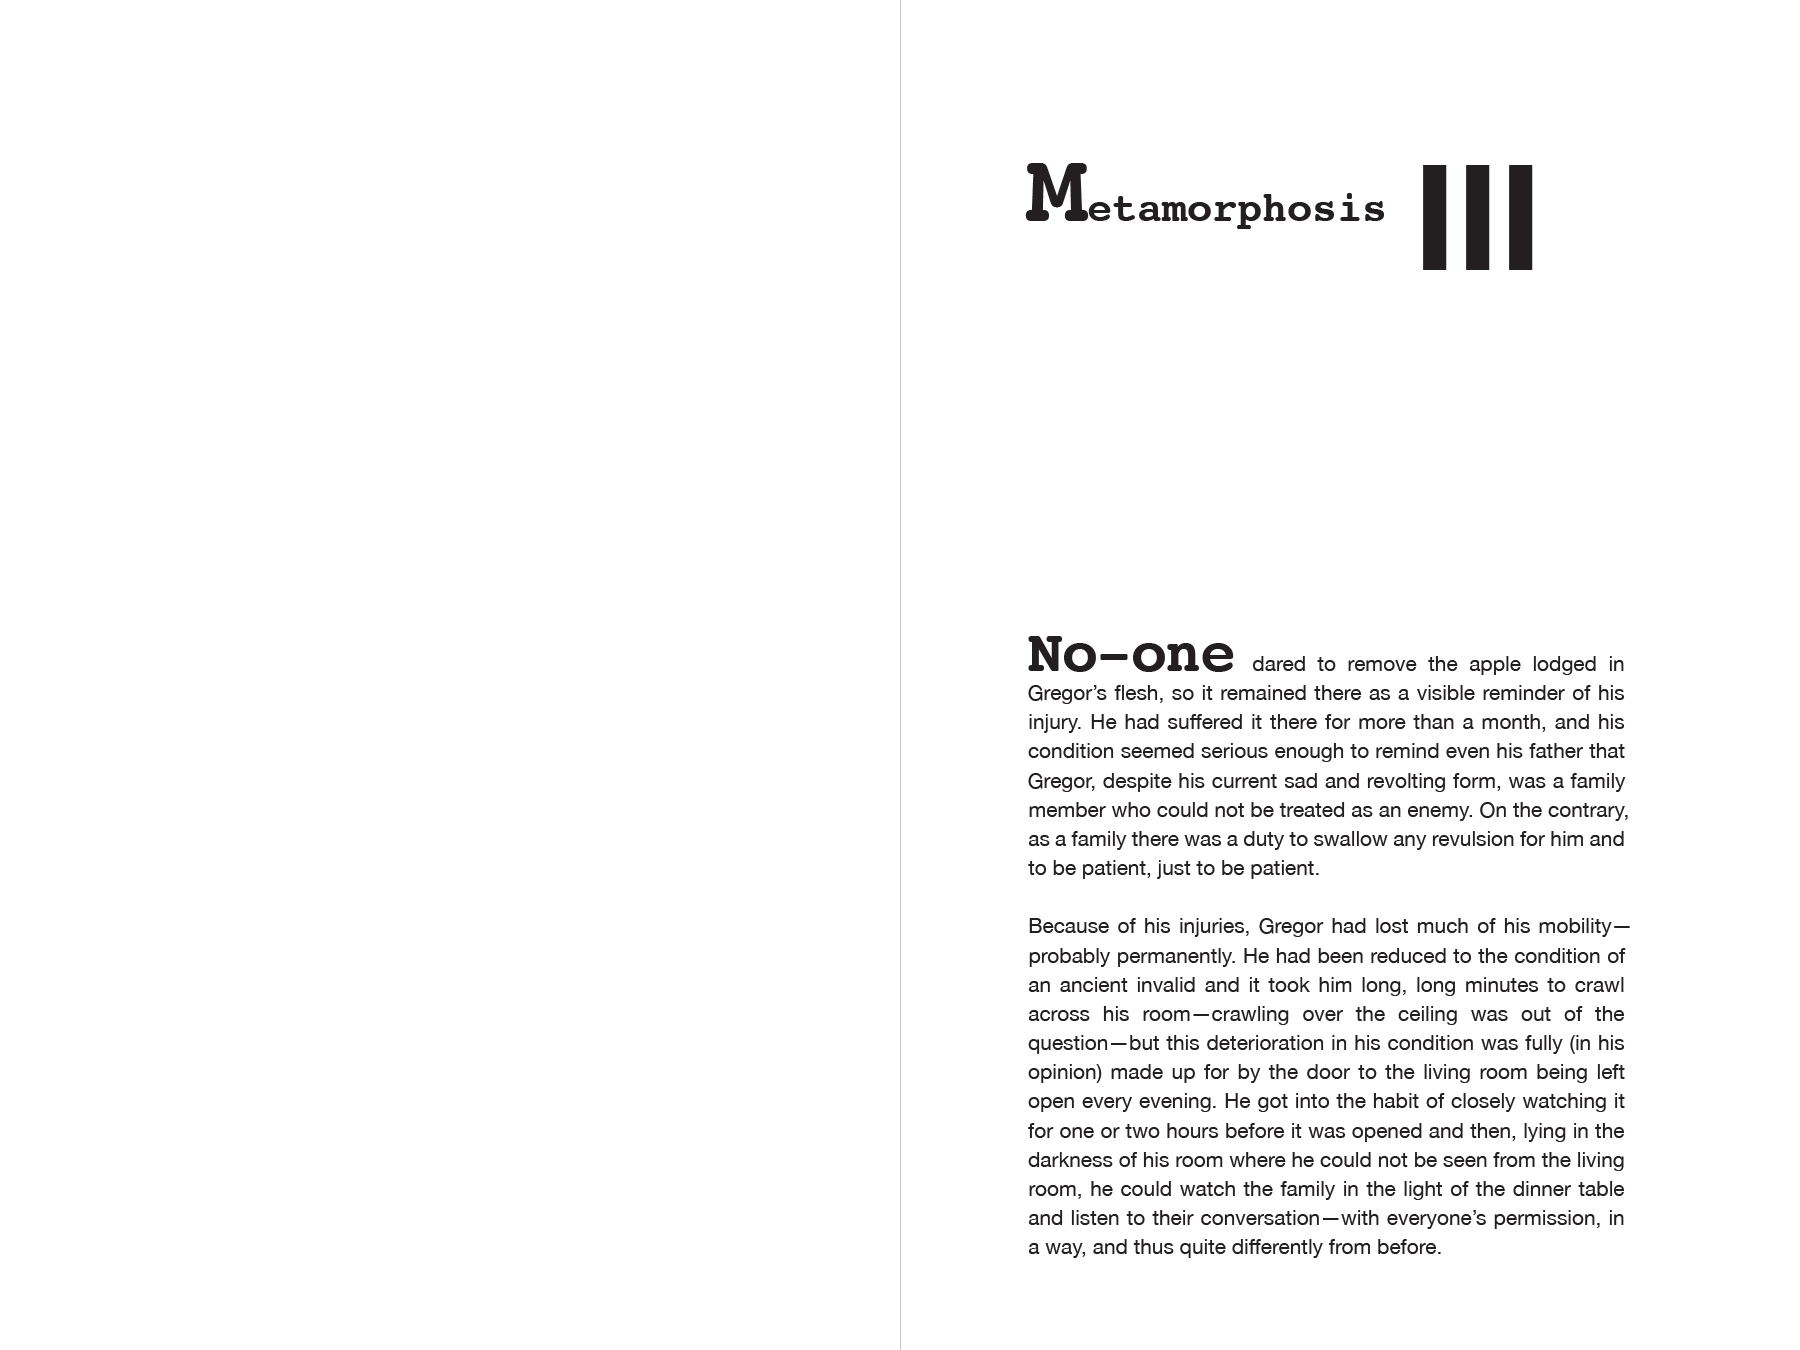 Metamorphosis III
No-one dared to remove the apple lodged in
Gregor’s flesh, so it remained there as a visible reminder of his
injury. He had suffered it there for more than a month, and his
condition seemed serious enough to remind even his father that
Gregor, despite his current sad and revolting form, was a family
member who could not be treated as an enemy. On the contrary,
as a family there was a duty to swallow any revulsion for him and
to be patient, just to be patient.
Because of his injuries, Gregor had lost much of his mobility—
probably permanently. He had been reduced to the condition of
an ancient invalid and it took him long, long minutes to crawl
across his room—crawling over the ceiling was out of the
question—but this deterioration in his condition was fully (in his
opinion) made up for by the door to the living room being left
open every evening. He got into the habit of closely watching it
for one or two hours before it was opened and then, lying in the
darkness of his room where he could not be seen from the living
room, he could watch the family in the light of the dinner table
and listen to their conversation—with everyone’s permission, in
a way, and thus quite differently from before.